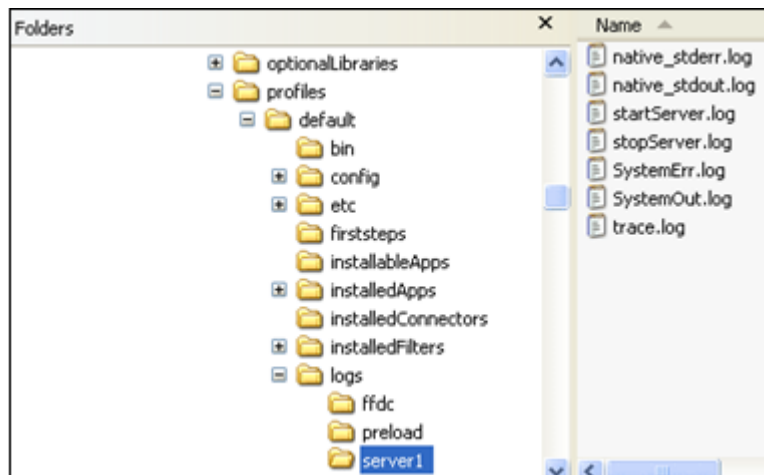 Folders
optionalLibraries
profiles
default
bin
config
etc
firststeps
installableApps
installedApps
installedConnectors
installedFilters
logs
ffdc
preload
server1
Name
native_stderr.log
native_stdout.log
startServer.log
stopServer.log
SystemErr.log
SystemOut.log
trace.log